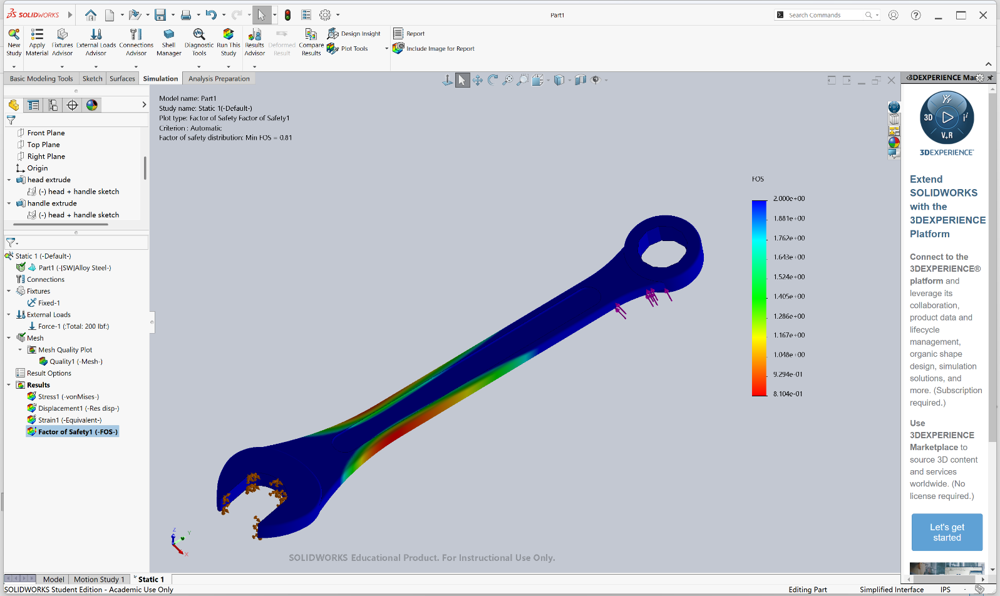 SOLIDWORKS
Part1
Search Commands
New Study
Apply Material
Fixtures Advisor
External Loads Advisor
Connections Advisor
Shell Manager
Diagnostic Tools
Run This Study
Results Advisor
Deformed Result
Compare Results
Design Insight
Plot Tools
Report
Include Image for Report
Basic Modeling Tools
Sketch
Surfaces
Simulation
Analysis Preparation
Front Plane
Top Plane
Right Plane
Origin
head extrude
(-) head + handle sketch
handle extrude
(-) head + handle sketch
Static 1 (-Default-)
Part1 (-[SW]Alloy Steel-)
Connections
Fixtures
Fixed-1
External Loads
Force-1 (:Total: 200 lbf:)
Mesh
Mesh Quality Plot
Quality1 (-Mesh-)
Result Options
Results
Stress1 (-vonMises-)
Displacement1 (-Res disp-)
Strain1 (-Equivalent-)
Factor of Safety1 (-FOS-)
Model name: Part1
Study name: Static 1(-Default-)
Plot type: Factor of Safety Factor of Safety1
Criterion : Automatic
Factor of safety distribution: Min FOS = 0.81
FOS
2.000e+00
1.881e+00
1.762e+00
1.643e+00
1.524e+00
1.405e+00
1.286e+00
1.167e+00
1.048e+00
9.294e-01
8.104e-01
Z
Y
X
SOLIDWORKS Educational Product. For Instructional Use Only.
3DEXPERIENCE Mar
3D
V+R
3DEXPERIENCE
Extend
SOLIDWORKS
with the
3DEXPERIENCE
Platform
Connect to the
3DEXPERIENCE®
platform and
leverage its
collaboration,
product data and
lifecycle
management,
organic shape
design, simulation
solutions, and
more. (Subscription
required.)
Use
3DEXPERIENCE
Marketplace to
source 3D content
and services
worldwide. (No
license required.)
Let's get
started
Model
Motion Study 1
Static 1
SOLIDWORKS Student Edition - Academic Use Only
Editing Part
Simplified Interface
IPS